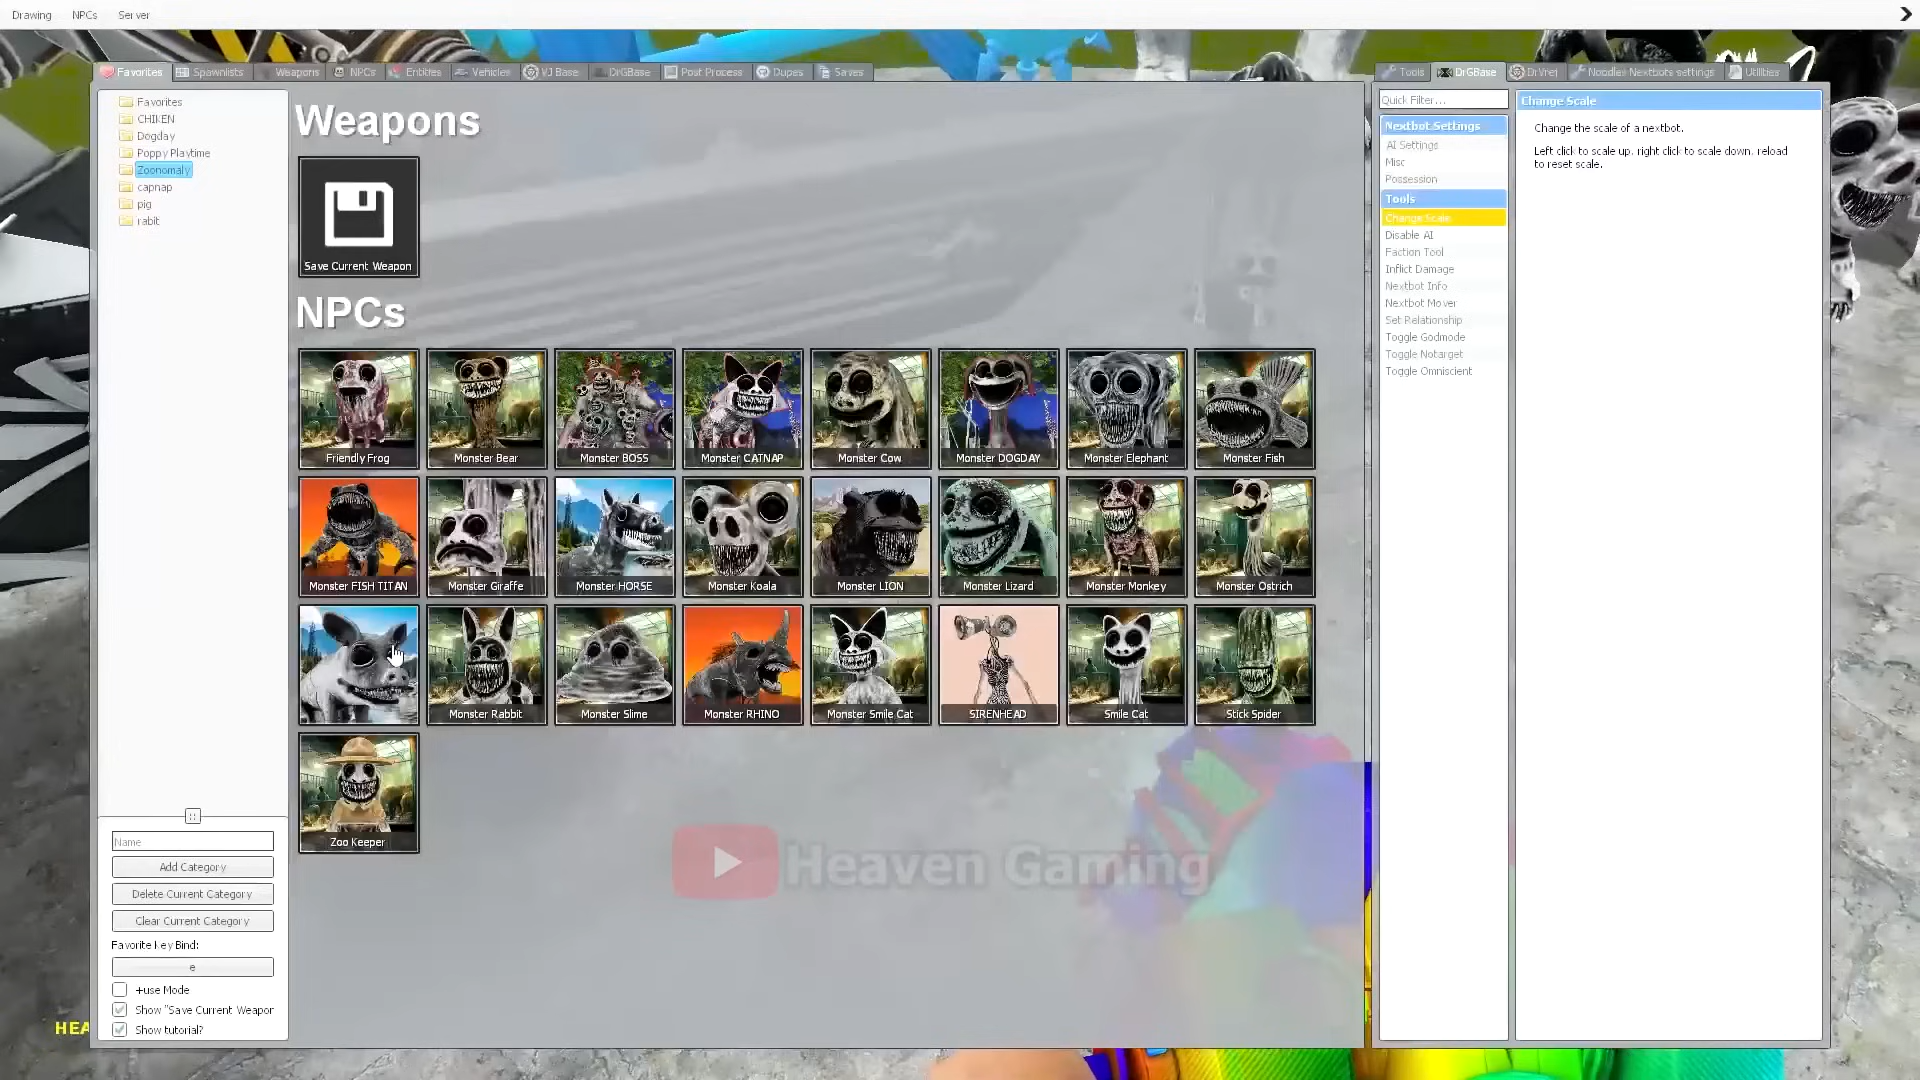 Drawing NPCs Server
Favorites Spawnlists Weapons NPCs Entities Vehicles VJ Base DrGBase Post Process Dupes Saves
Tools DrGBase DrVrej Noodles Nextbots settings Utilities
Favorites
CHIKEN
Dogday
Poppy Playtime
Zoonomaly
capnap
pig
rabit
Name
Add Category
Delete Current Category
Clear Current Category
Favorite Key Bind:
e
+use Mode
Show "Save Current Weapor
Show tutorial?
HEA
Weapons
Save Current Weapon
NPCs
Friendly Frog Monster Bear Monster BOSS Monster CATNAP Monster Cow Monster DOGDAY Monster Elephant Monster Fish
Monster FISH TITAN Monster Giraffe Monster HORSE Monster Koala Monster LION Monster Lizard Monster Monkey Monster Ostrich
Monster Rabbit Monster Slime Monster RHINO Monster Smile Cat SIRENHEAD Smile Cat Stick Spider
Zoo Keeper
Heaven Gaming
Quick Filter...
Nextbot Settings
AI Settings
Misc
Possession
Tools
Change Scale
Disable AI
Faction Tool
Inflict Damage
Nextbot Info
Nextbot Mover
Set Relationship
Toggle Godmode
Toggle Notarget
Toggle Omniscient
Change Scale
Change the scale of a nextbot.
Left click to scale up, right click to scale down, reload
to reset scale.